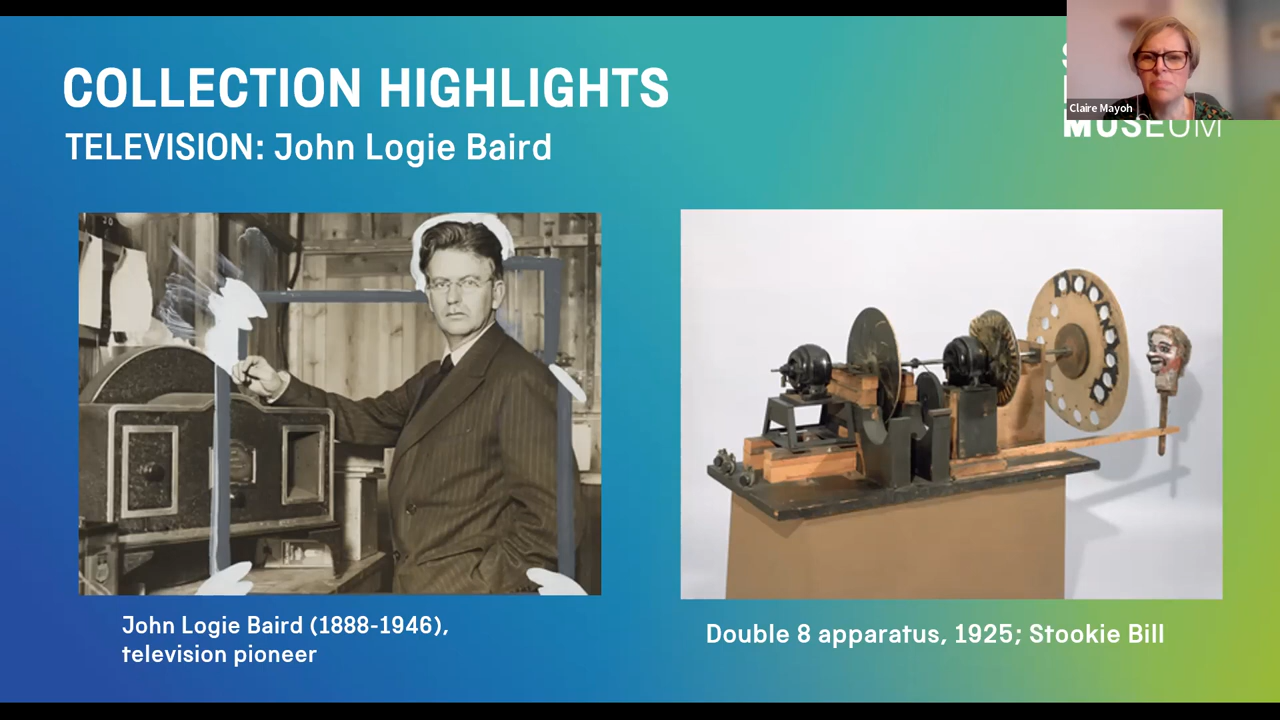 COLLECTION HIGHLIGHTS
TELEVISION: John Logie Baird
Claire Mayoh
MUSEUM
John Logie Baird (1888-1946),
television pioneer
Double 8 apparatus, 1925; Stookie Bill